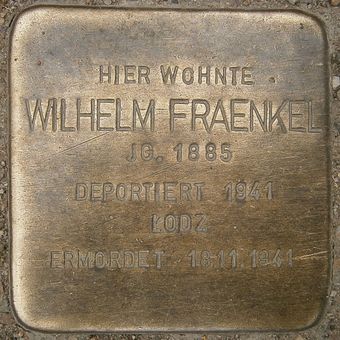 HIER WOHNTE
WILHELM FRAENKEL
JG. 1885
DEPORTIERT 1941
ŁODZ
ERMORDET 18.11.1941